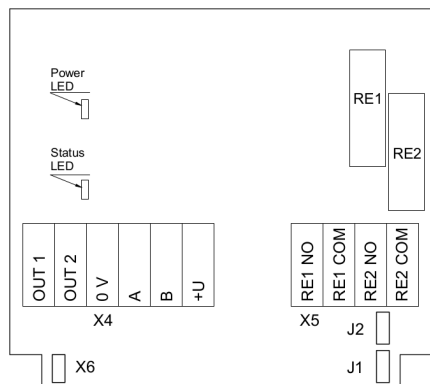 Power
LED
RE1
RE2
Status
LED
OUT 1
OUT 2
0 V
A
B
+U
RE1 NO
RE1 COM
RE2 NO
RE2 COM
X4
X5
J2
X6
J1